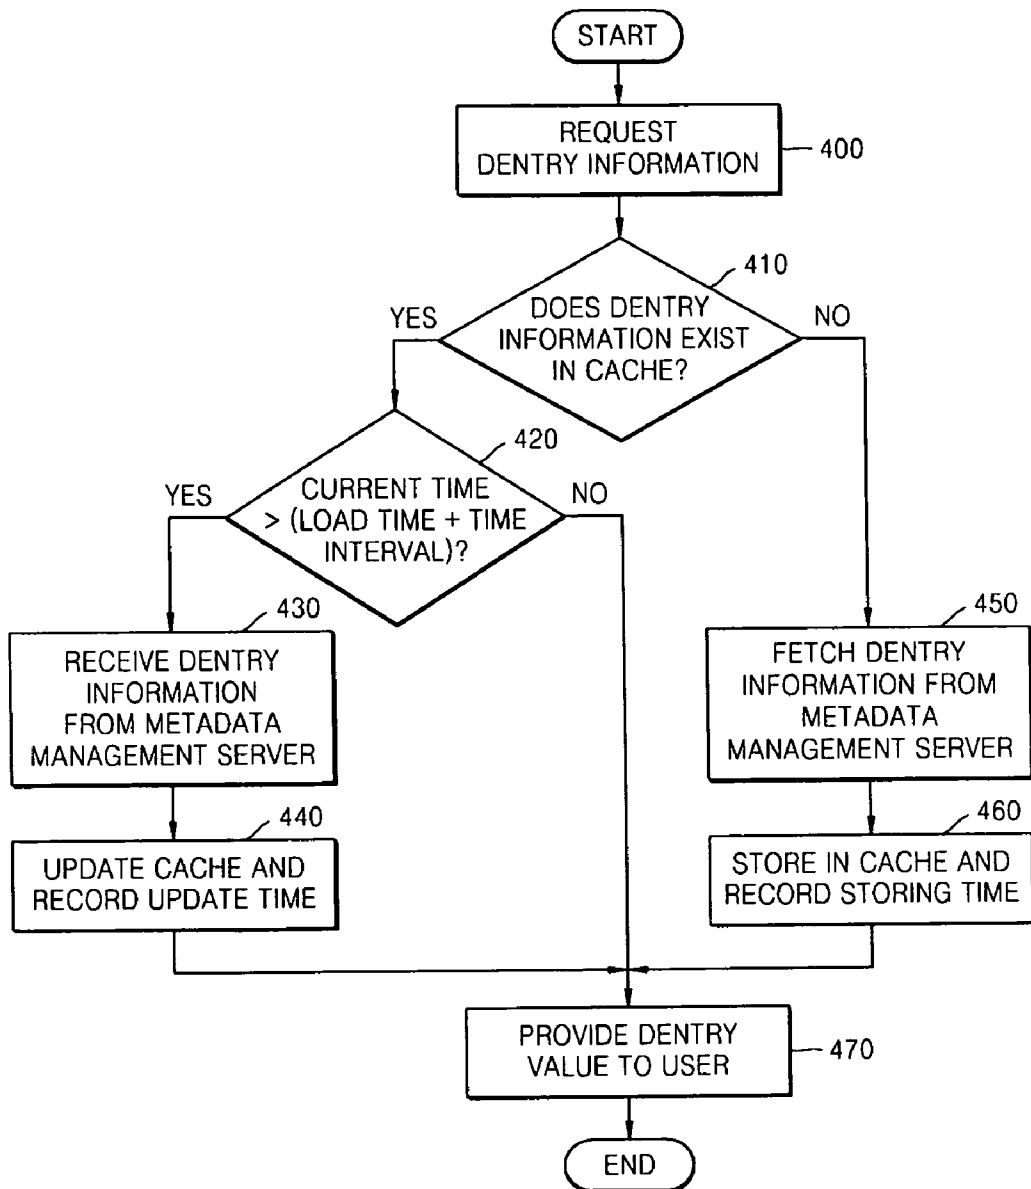 START
REQUEST
DENTRY INFORMATION
400
410
DOES DENTRY
INFORMATION EXIST
IN CACHE?
YES
NO
420
CURRENT TIME
> (LOAD TIME + TIME
INTERVAL)?
YES
NO
430
RECEIVE DENTRY
INFORMATION
FROM METADATA
MANAGEMENT SERVER
450
FETCH DENTRY
INFORMATION FROM
METADATA
MANAGEMENT SERVER
440
UPDATE CACHE AND
RECORD UPDATE TIME
460
STORE IN CACHE AND
RECORD STORING TIME
PROVIDE DENTRY
VALUE TO USER
470
END